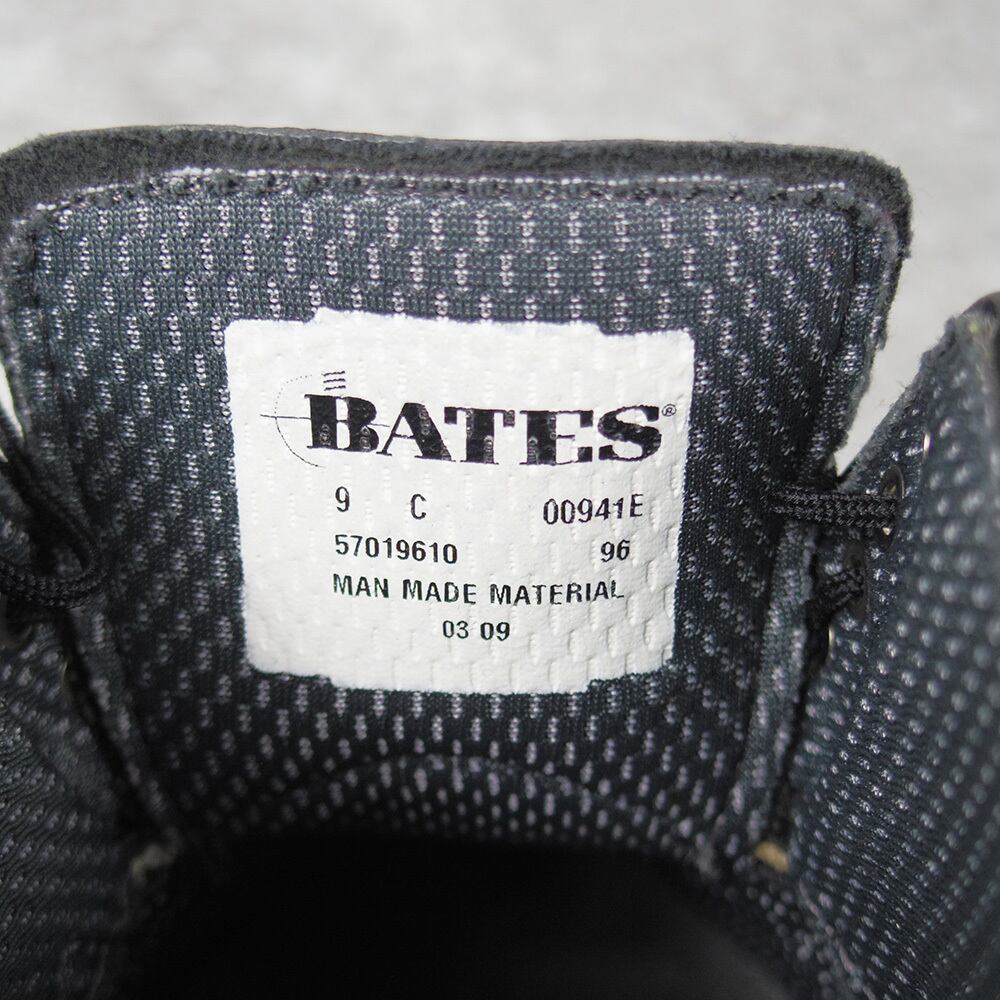 BATES®
9 C 00941E
57019610 96
MAN MADE MATERIAL
03 09